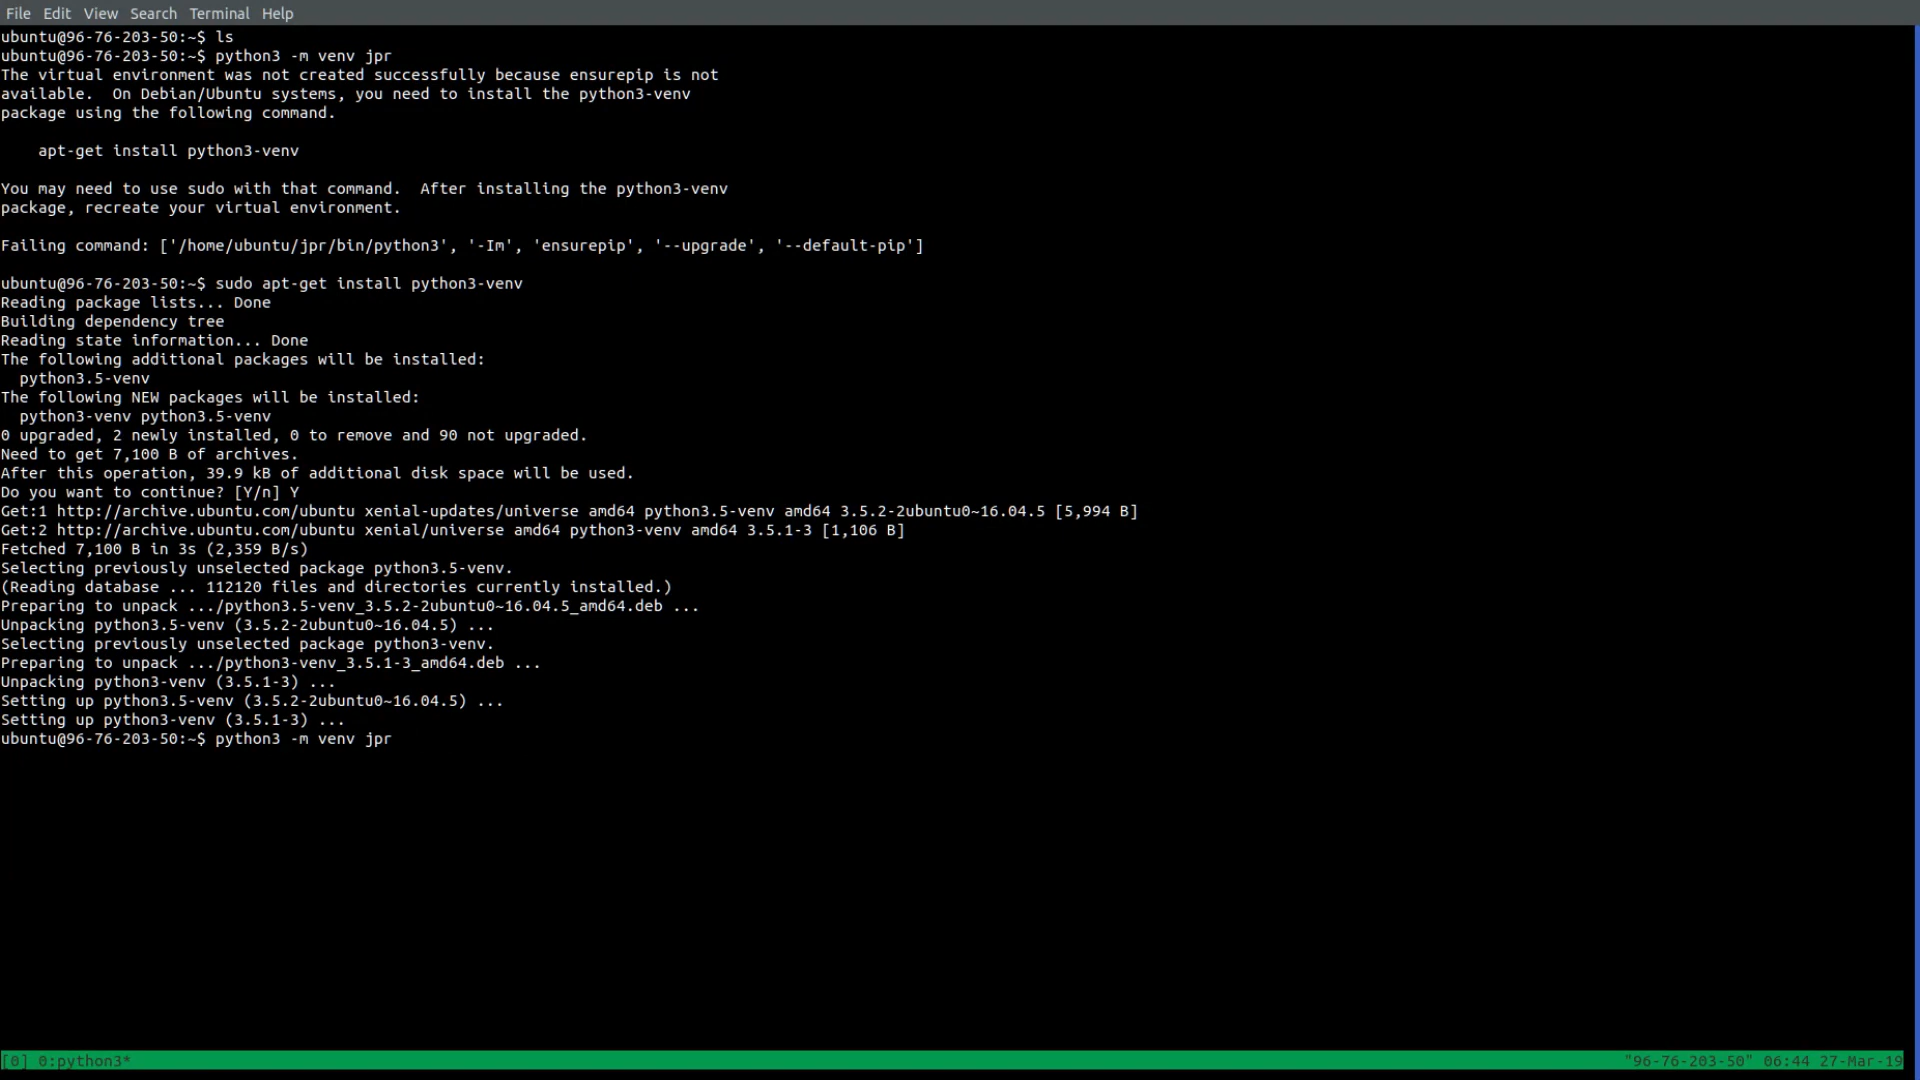 File Edit View Search Terminal Help
ubuntu@96-76-203-50:~$ ls
ubuntu@96-76-203-50:~$ python3 -m venv jpr
The virtual environment was not created successfully because ensurepip is not
available.  On Debian/Ubuntu systems, you need to install the python3-venv
package using the following command.
    apt-get install python3-venv
You may need to use sudo with that command.  After installing the python3-venv
package, recreate your virtual environment.
Failing command: ['/home/ubuntu/jpr/bin/python3', '-Im', 'ensurepip', '--upgrade', '--default-pip']
ubuntu@96-76-203-50:~$ sudo apt-get install python3-venv
Reading package lists... Done
Building dependency tree
Reading state information... Done
The following additional packages will be installed:
  python3.5-venv
The following NEW packages will be installed:
  python3-venv python3.5-venv
0 upgraded, 2 newly installed, 0 to remove and 90 not upgraded.
Need to get 7,100 B of archives.
After this operation, 39.9 kB of additional disk space will be used.
Do you want to continue? [Y/n] Y
Get:1 http://archive.ubuntu.com/ubuntu xenial-updates/universe amd64 python3.5-venv amd64 3.5.2-2ubuntu0~16.04.5 [5,994 B]
Get:2 http://archive.ubuntu.com/ubuntu xenial/universe amd64 python3-venv amd64 3.5.1-3 [1,106 B]
Fetched 7,100 B in 3s (2,359 B/s)
Selecting previously unselected package python3.5-venv.
(Reading database ... 112120 files and directories currently installed.)
Preparing to unpack .../python3.5-venv_3.5.2-2ubuntu0~16.04.5_amd64.deb ...
Unpacking python3.5-venv (3.5.2-2ubuntu0~16.04.5) ...
Selecting previously unselected package python3-venv.
Preparing to unpack .../python3-venv_3.5.1-3_amd64.deb ...
Unpacking python3-venv (3.5.1-3) ...
Setting up python3.5-venv (3.5.2-2ubuntu0~16.04.5) ...
Setting up python3-venv (3.5.1-3) ...
ubuntu@96-76-203-50:~$ python3 -m venv jpr
[0] 0:python3* "96-76-203-50" 06:44 27-Mar-19